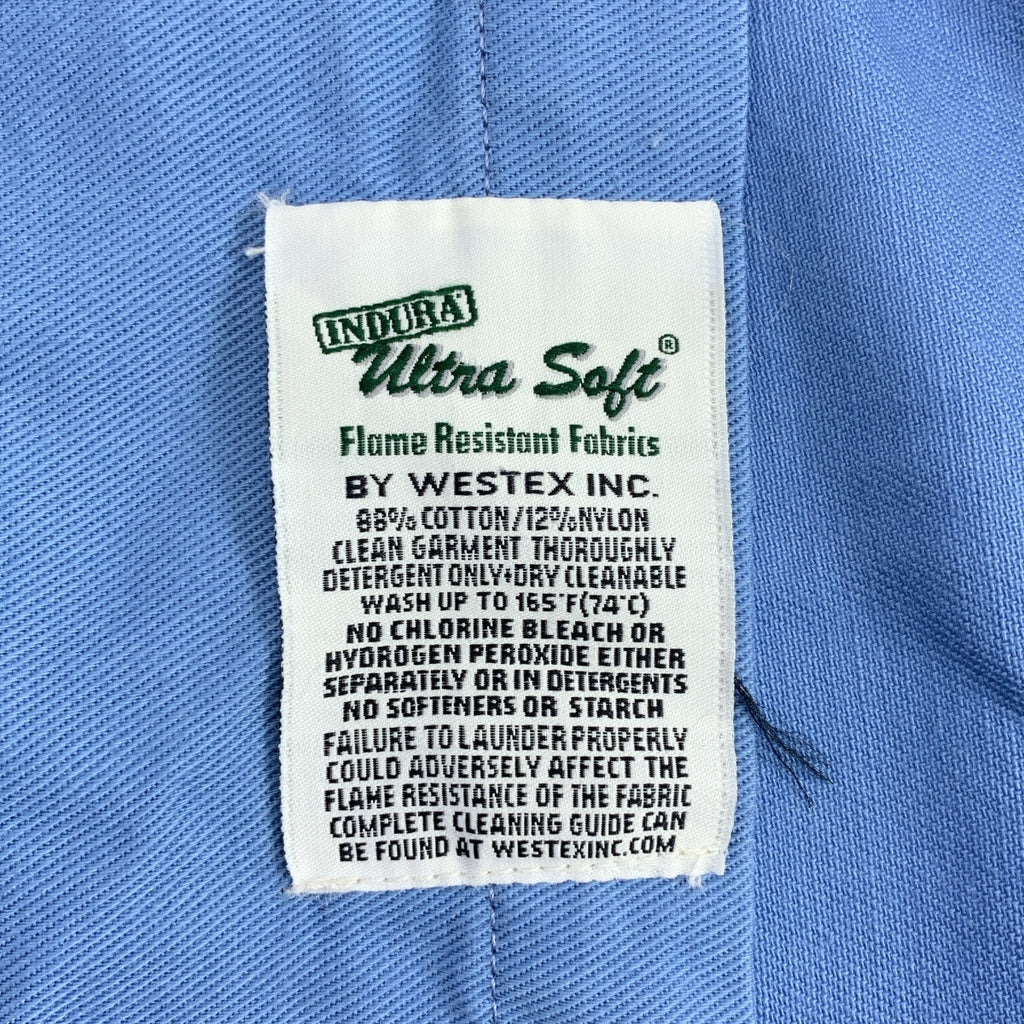 INDURA
Ultra Soft®
Flame Resistant Fabrics
BY WESTEX INC.
88% COTTON/12% NYLON
CLEAN GARMENT THOROUGHLY
DETERGENT ONLY•DRY CLEANABLE
WASH UP TO 165°F(74°C)
NO CHLORINE BLEACH OR
HYDROGEN PEROXIDE EITHER
SEPARATELY OR IN DETERGENTS
NO SOFTENERS OR STARCH
FAILURE TO LAUNDER PROPERLY
COULD ADVERSELY AFFECT THE
FLAME RESISTANCE OF THE FABRIC
COMPLETE CLEANING GUIDE CAN
BE FOUND AT WESTEXINC.COM